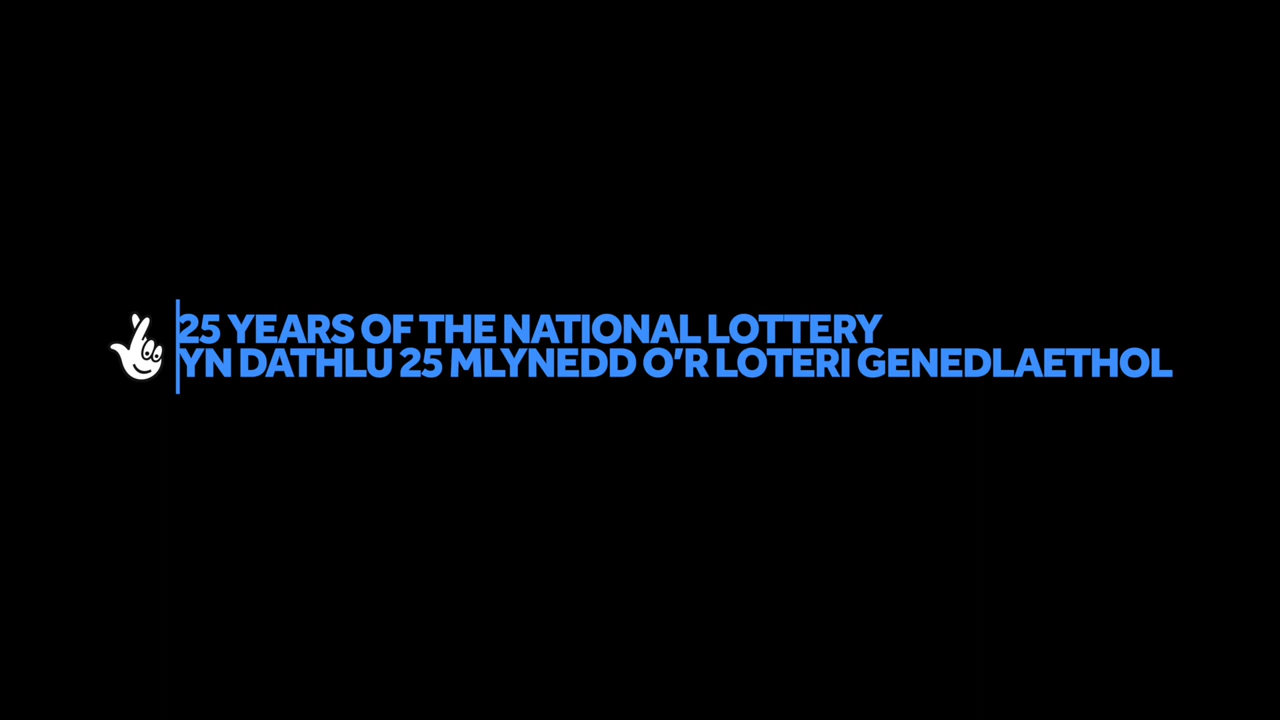 25 YEARS OF THE NATIONAL LOTTERY
YN DATHLU 25 MLYNEDD O’R LOTERI GENEDLAETHOL